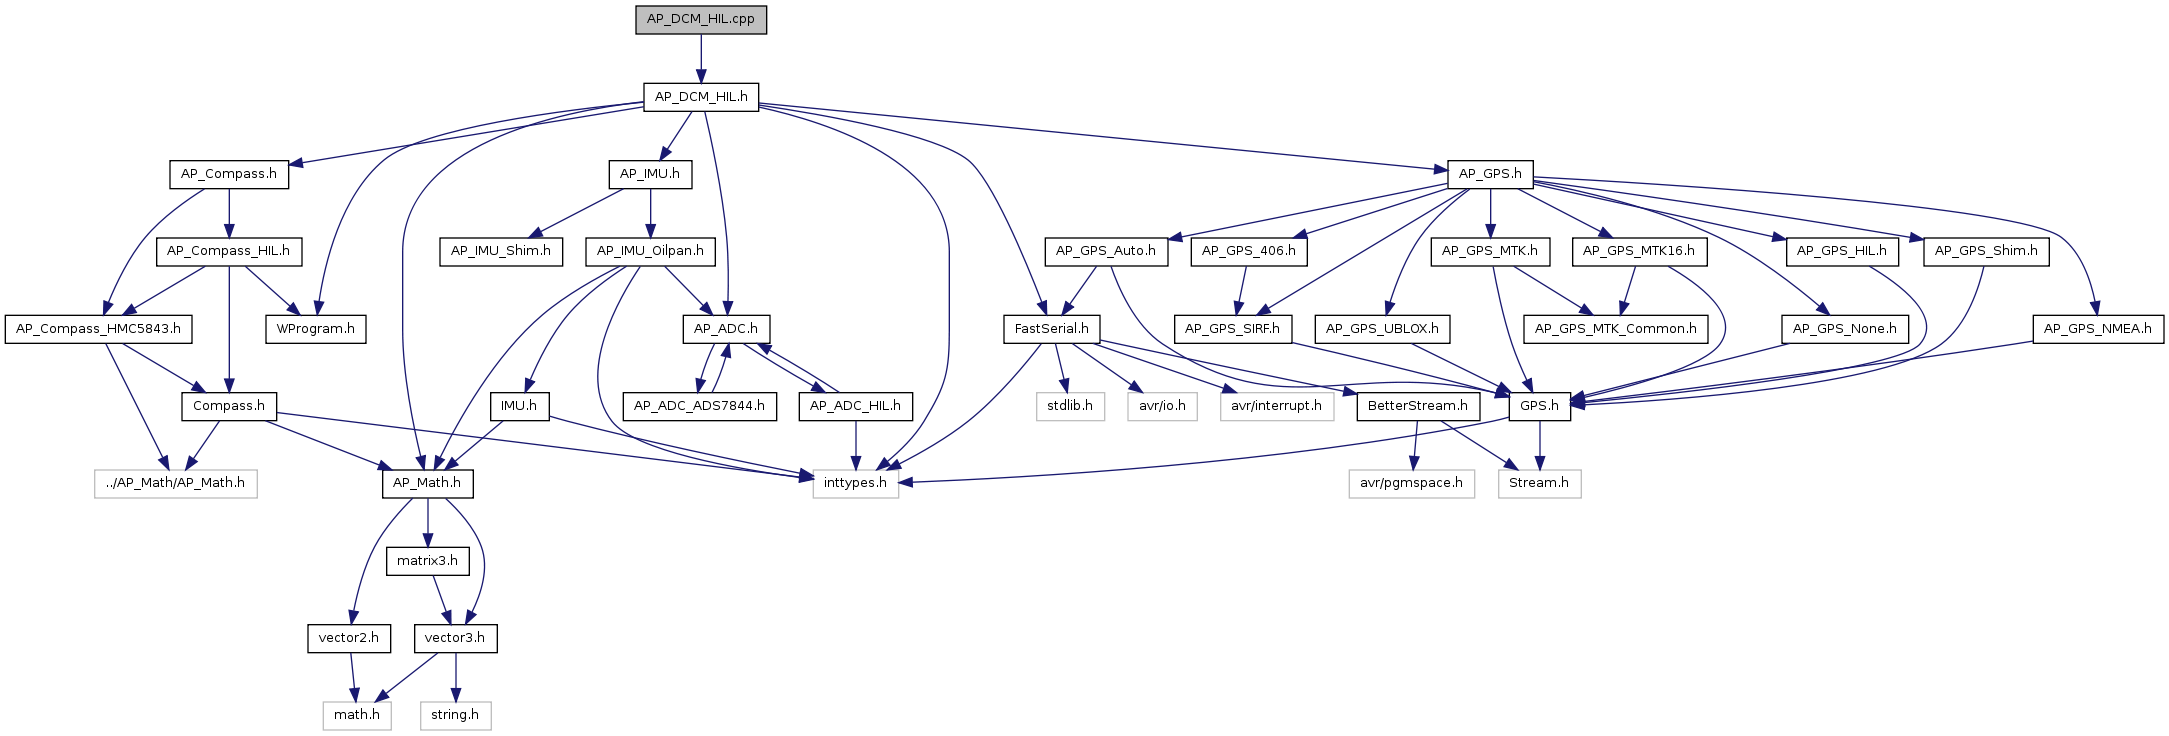 AP_DCM_HIL.cpp
AP_DCM_HIL.h
AP_Compass.h
AP_IMU.h
AP_GPS.h
AP_Compass_HIL.h
AP_IMU_Shim.h
AP_IMU_Oilpan.h
AP_GPS_Auto.h
AP_GPS_406.h
AP_GPS_MTK.h
AP_GPS_MTK16.h
AP_GPS_HIL.h
AP_GPS_Shim.h
AP_Compass_HMC5843.h
WProgram.h
AP_ADC.h
FastSerial.h
AP_GPS_SIRF.h
AP_GPS_UBLOX.h
AP_GPS_MTK_Common.h
AP_GPS_None.h
AP_GPS_NMEA.h
Compass.h
IMU.h
AP_ADC_ADS7844.h
AP_ADC_HIL.h
stdlib.h
avr/io.h
avr/interrupt.h
BetterStream.h
GPS.h
../AP_Math/AP_Math.h
AP_Math.h
inttypes.h
avr/pgmspace.h
Stream.h
matrix3.h
vector2.h
vector3.h
math.h
string.h